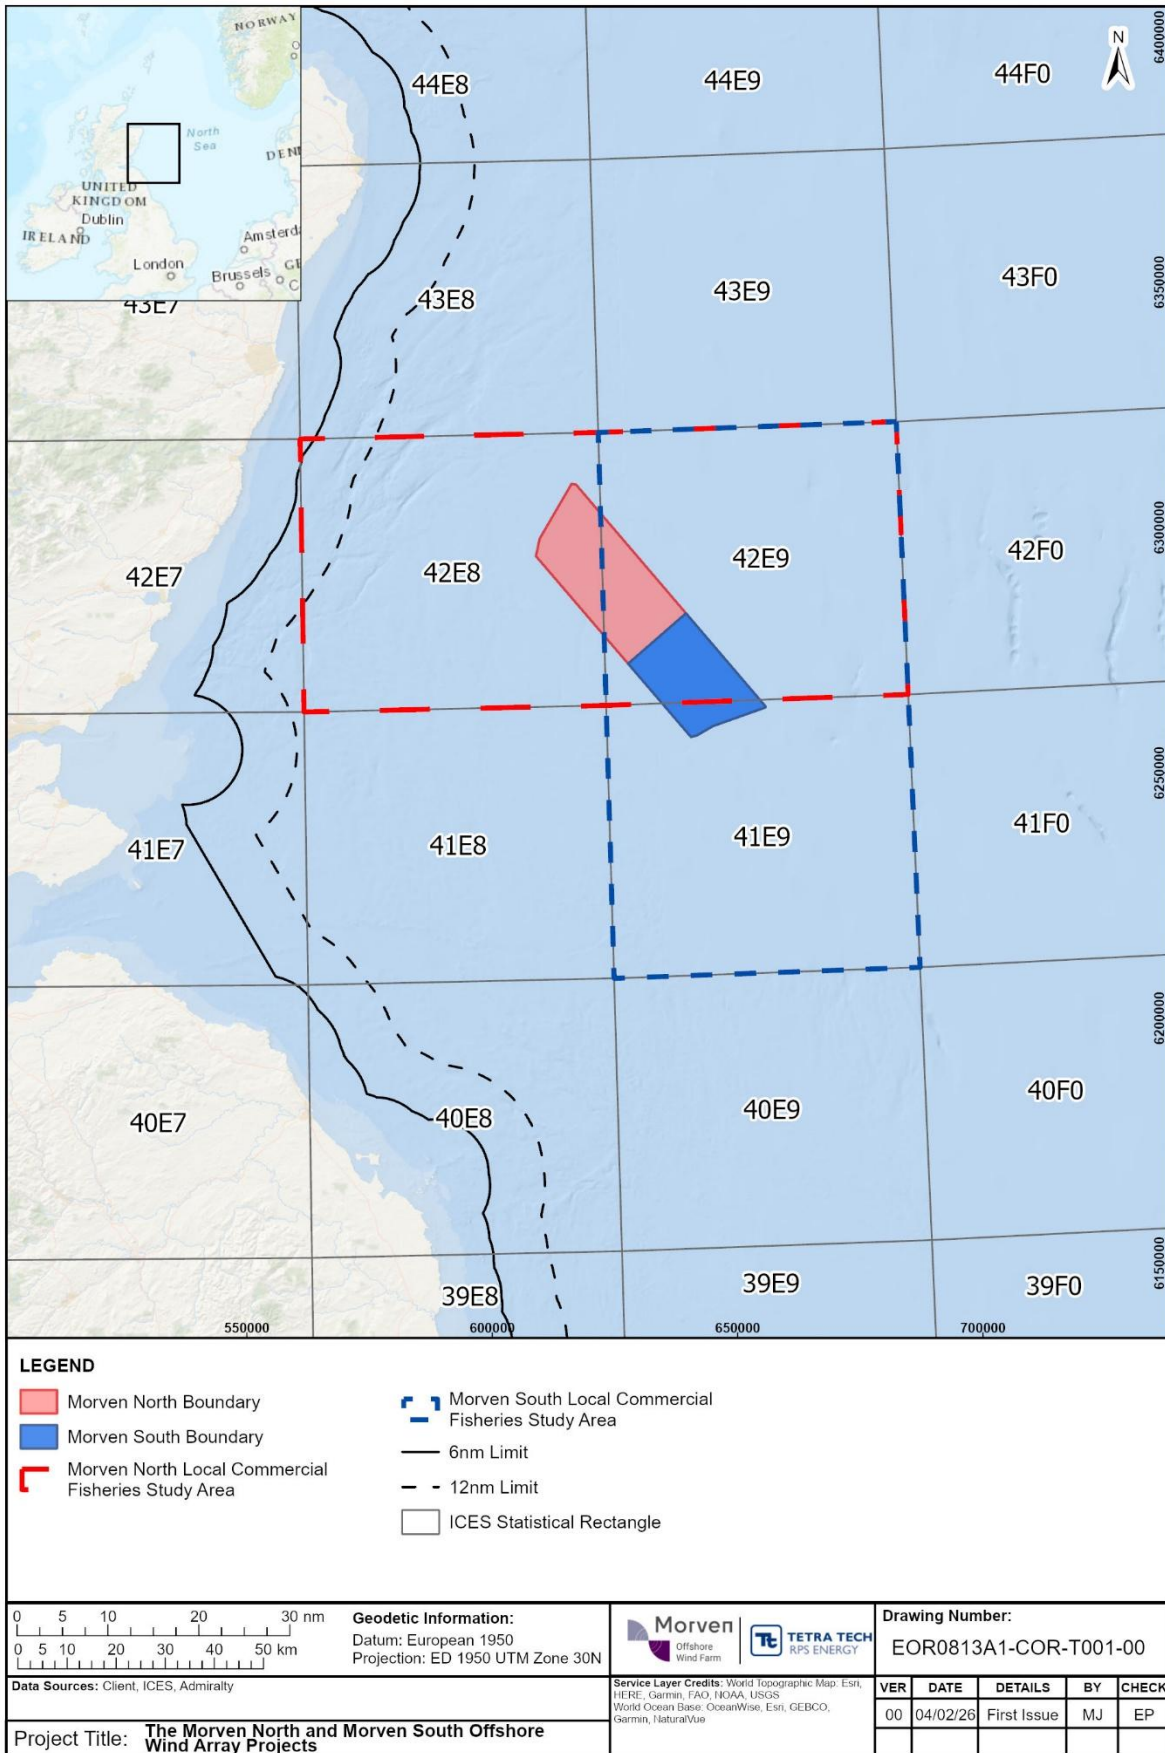 NORWAY
O
North
Sea
DEN
UNITED
KINGDOM
Dublin
IRELAND
Amsterda
London
Brussels
GE
C
N
44E8
44E9
44F0
43E7
43E8
43E9
43F0
42E7
42E8
42E9
42F0
41E7
41E8
41E9
41F0
40E7
40E8
40E9
40F0
39E8
39E9
39F0
6400000
6350000
6300000
6250000
6200000
6150000
550000
600000
650000
700000
LEGEND
Morven North Boundary
Morven South Boundary
Morven North Local Commercial
Fisheries Study Area
Morven South Local Commercial
Fisheries Study Area
6nm Limit
12nm Limit
ICES Statistical Rectangle
0 5 10 20 30 nm
0 5 10 20 30 40 50 km
Geodetic Information:
Datum: European 1950
Projection: ED 1950 UTM Zone 30N
Morven
Offshore
Wind Farm
Tt
TETRA TECH
RPS ENERGY
Drawing Number:
EOR0813A1-COR-T001-00
Data Sources: Client, ICES, Admiralty
Service Layer Credits: World Topographic Map: Esri,
HERE, Garmin, FAO, NOAA, USGS
World Ocean Base: OceanWise, Esri, GEBCO,
Garmin, NaturalVue
VER DATE DETAILS BY CHECK
00 04/02/26 First Issue MJ EP
Project Title: The Morven North and Morven South Offshore
Wind Array Projects